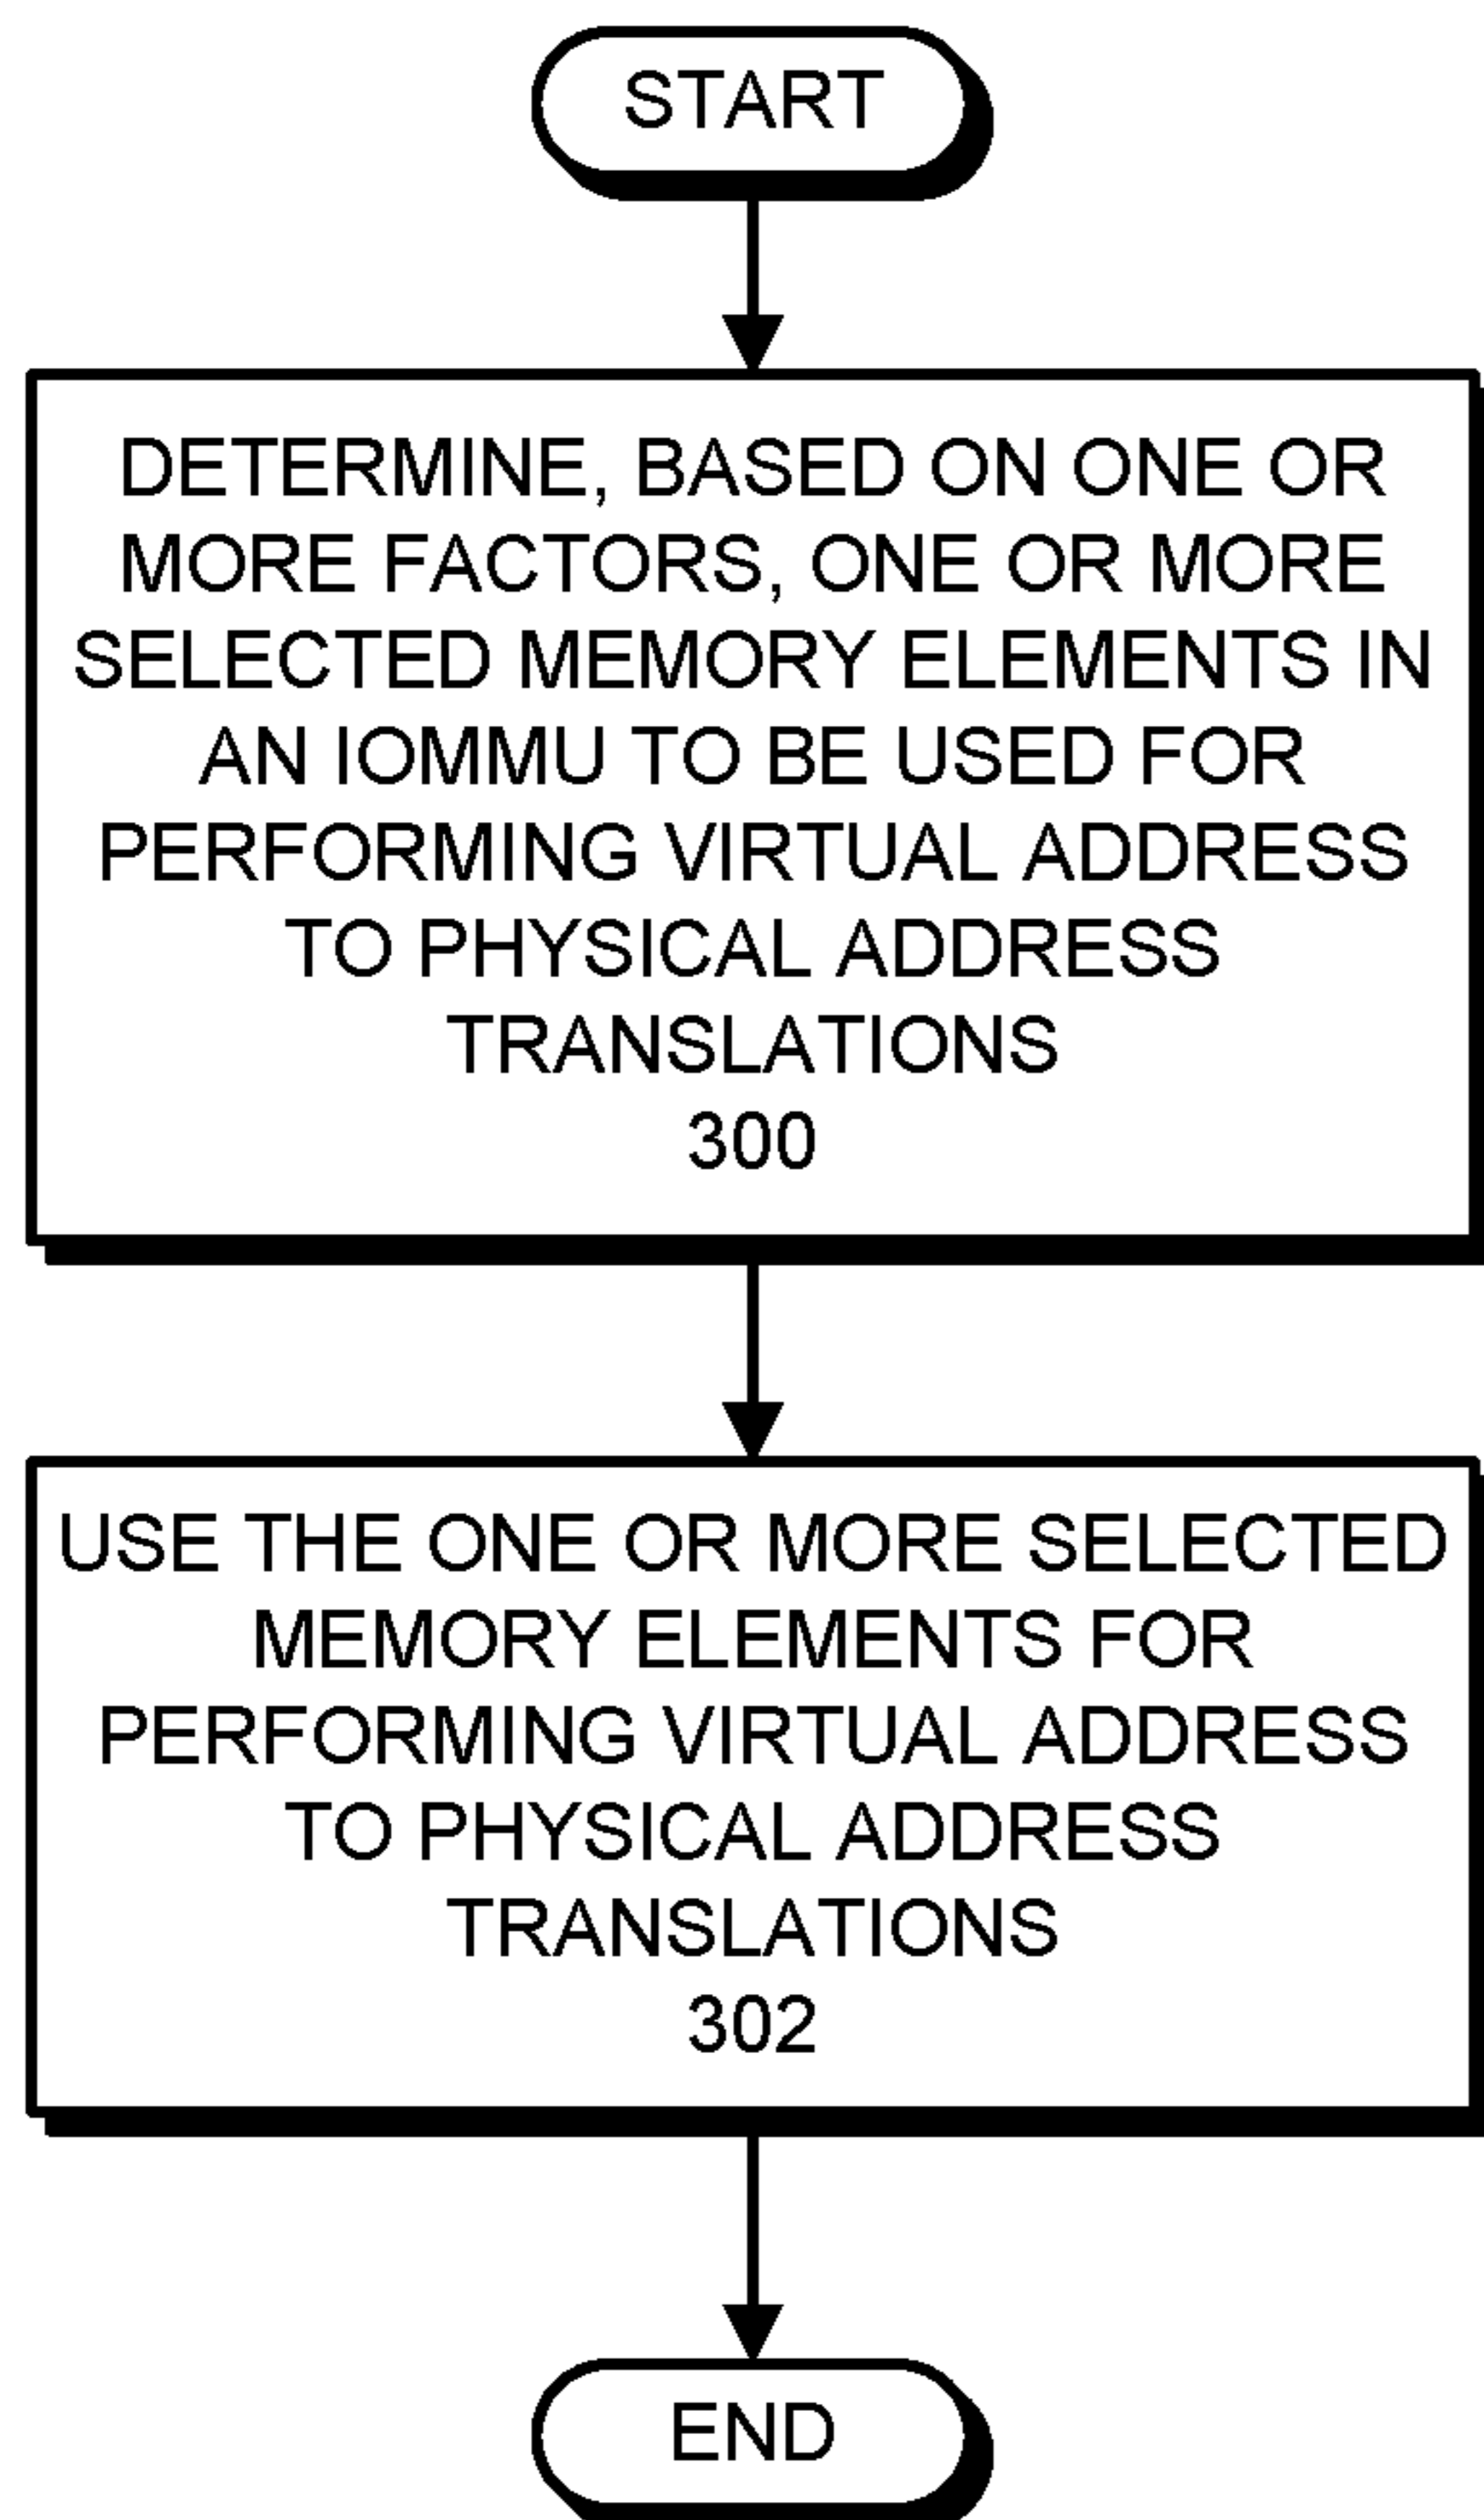 START
DETERMINE, BASED ON ONE OR
MORE FACTORS, ONE OR MORE
SELECTED MEMORY ELEMENTS IN
AN IOMMU TO BE USED FOR
PERFORMING VIRTUAL ADDRESS
TO PHYSICAL ADDRESS
TRANSLATIONS
300
USE THE ONE OR MORE SELECTED
MEMORY ELEMENTS FOR
PERFORMING VIRTUAL ADDRESS
TO PHYSICAL ADDRESS
TRANSLATIONS
302
END